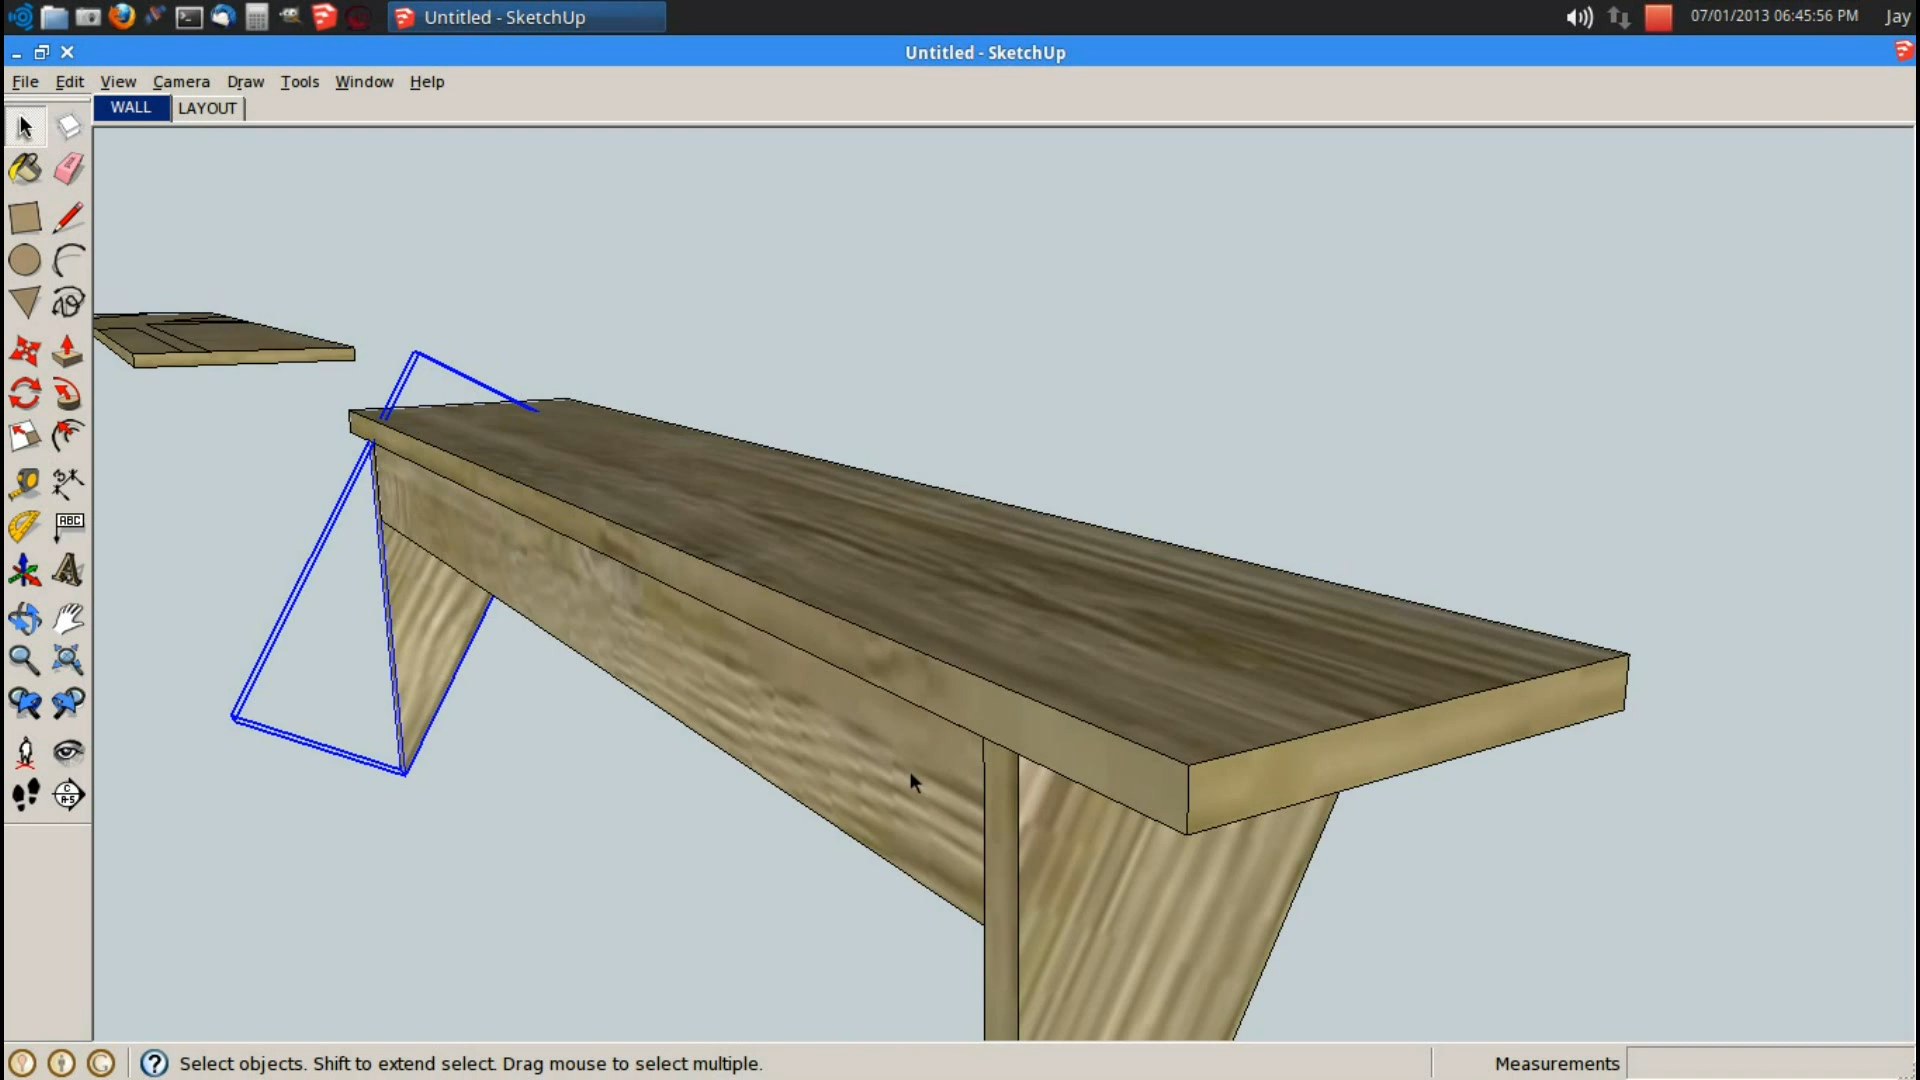 Untitled - SketchUp
07/01/2013 06:45:56 PM Jay
Untitled - SketchUp
File Edit View Camera Draw Tools Window Help
WALL LAYOUT
ABC
A
Select objects. Shift to extend select. Drag mouse to select multiple.
Measurements